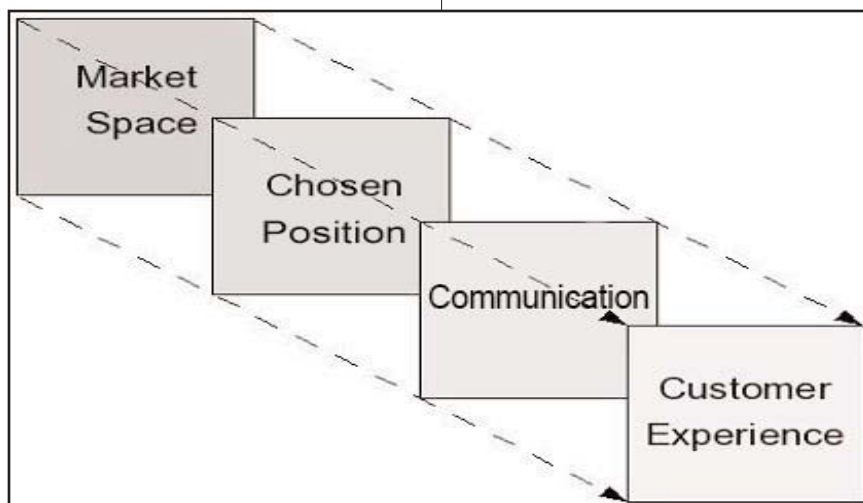 Market
Space
Chosen
Position
Communication
Customer
Experience